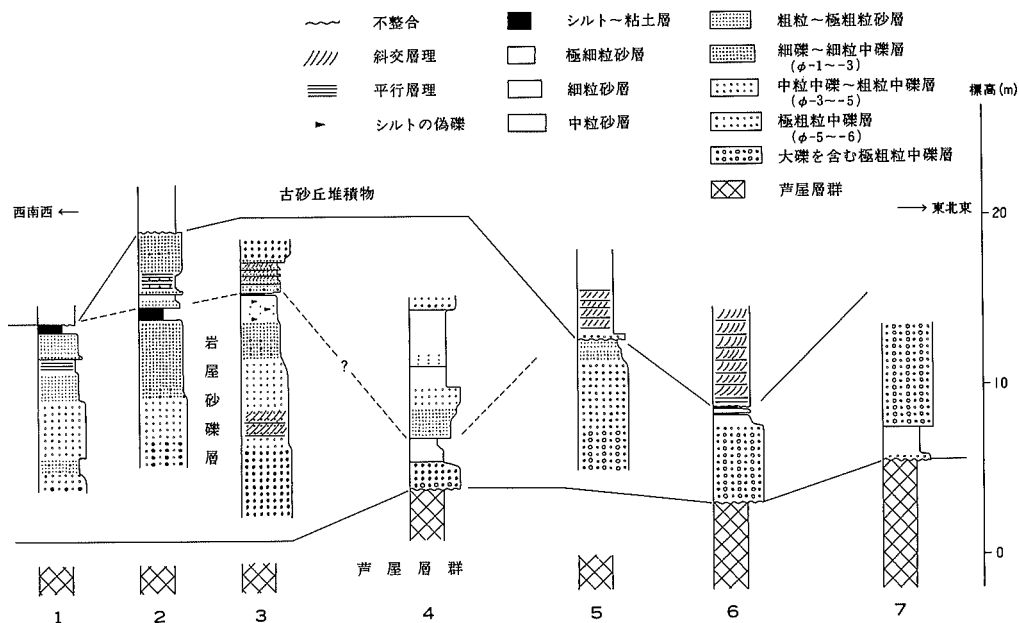 不整合
斜交層理
平行層理
シルトの偽礫
シルト～粘土層
極細粒砂層
細粒砂層
中粒砂層
粗粒～極粗粒砂層
細礫～細粒中礫層
(φ-1～-3)
中粒中礫～粗粒中礫層
(φ-3～-5)
極粗粒中礫層
(φ-5～-6)
大礫を含む極粗粒中礫層
芦屋層群
標高(m)
西南西←
古砂丘堆積物
→東北東
20
岩屋砂礫層
?
10
芦屋層群
0
1
2
3
4
5
6
7